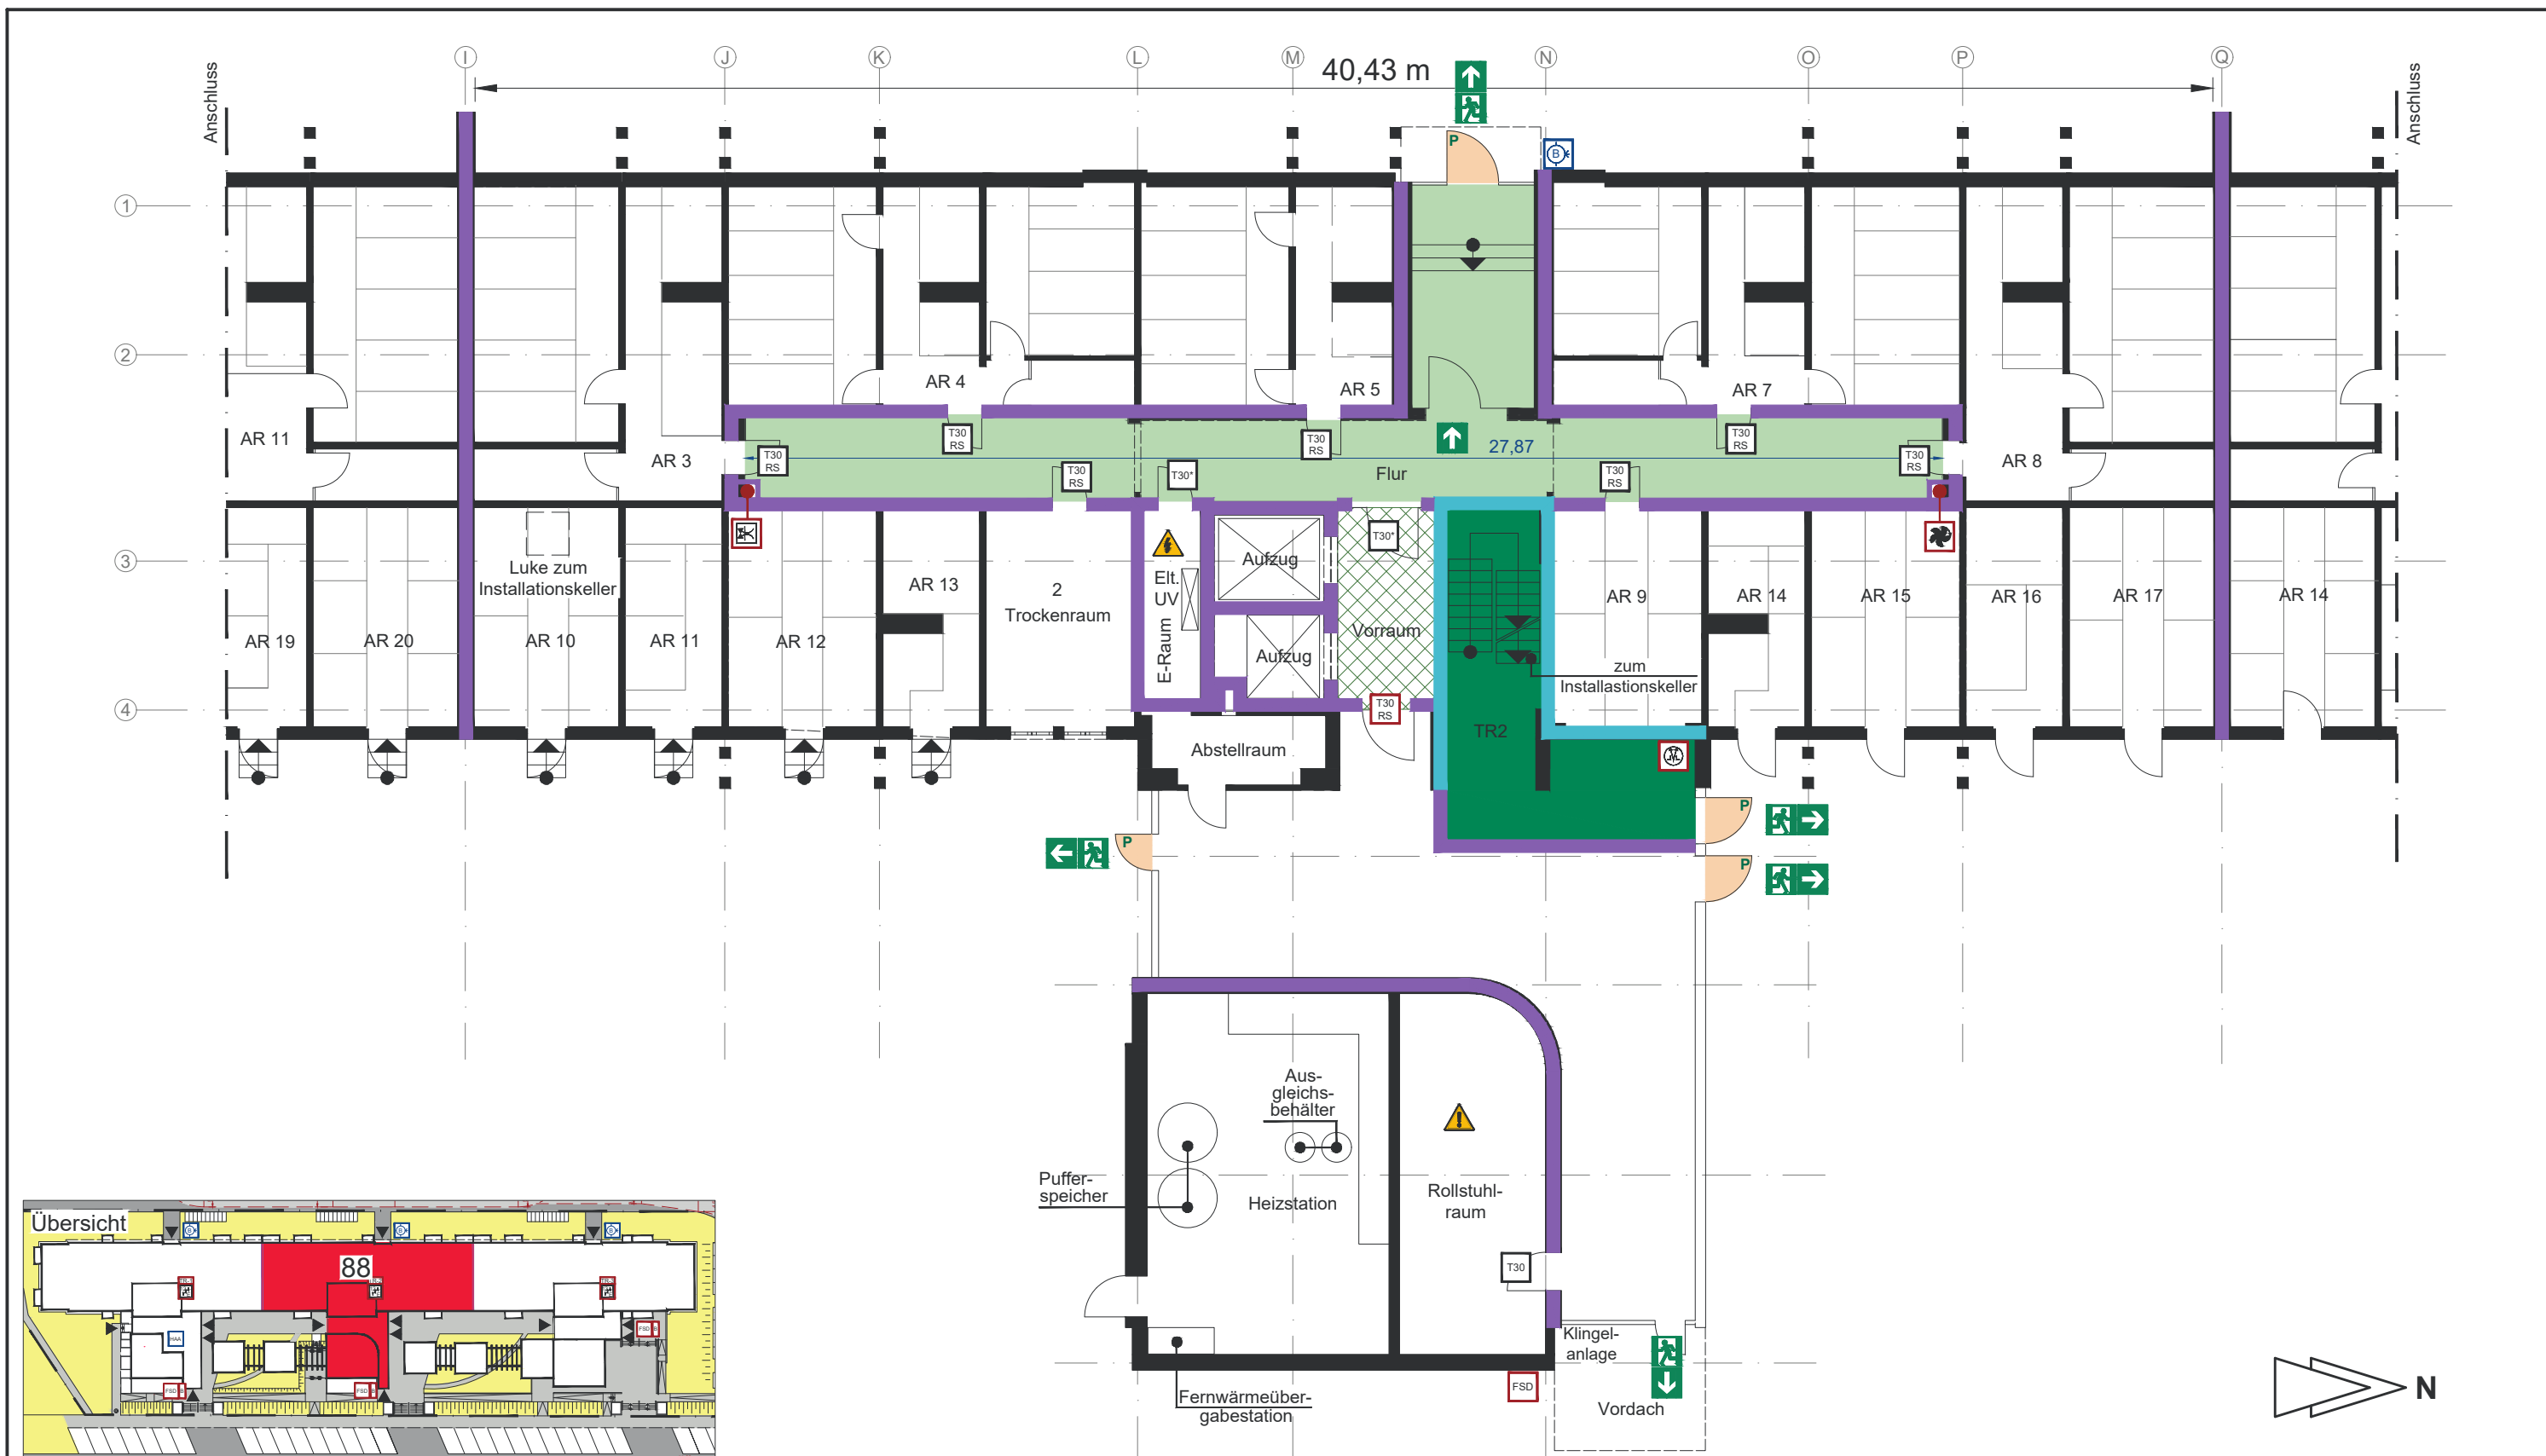 I
J
K
L
M
N
O
P
Q
40,43 m
Anschluss
Anschluss
P
B
1
2
3
4
AR 4
AR 5
AR 7
AR 11
AR 3
AR 8
T30
RS
T30
RS
T30
RS
T30*
T30
RS
27,87
Flur
T30
RS
T30
RS
T30
RS
Luke zum
Installationskeller
AR 19
AR 20
AR 10
AR 11
AR 12
AR 13
2
Trockenraum
Elt.
UV
E-Raum
Aufzug
Aufzug
T30*
Vorraum
T30
RS
TR2
zum
Installastionskeller
AR 9
AR 14
AR 15
AR 16
AR 17
AR 14
Abstellraum
P
P
P
Aus-
gleichs-
behälter
Puffer-
speicher
Heizstation
Rollstuhl-
raum
T30
Klingel-
anlage
FSD
Vordach
Fernwärmeüber-
gabestation
N
Übersicht
88
B
B
B
HAA
FSD B
FSD B
FSD B